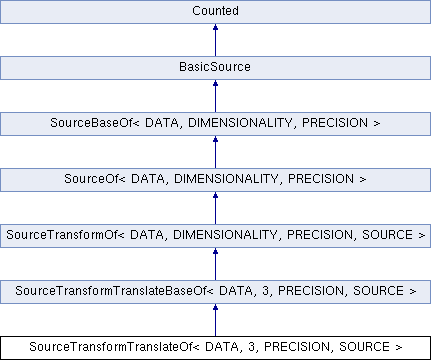 Counted
BasicSource
SourceBaseOf< DATA, DIMENSIONALITY, PRECISION >
SourceOf< DATA, DIMENSIONALITY, PRECISION >
SourceTransformOf< DATA, DIMENSIONALITY, PRECISION, SOURCE >
SourceTransformTranslateBaseOf< DATA, 3, PRECISION, SOURCE >
SourceTransformTranslateOf< DATA, 3, PRECISION, SOURCE >